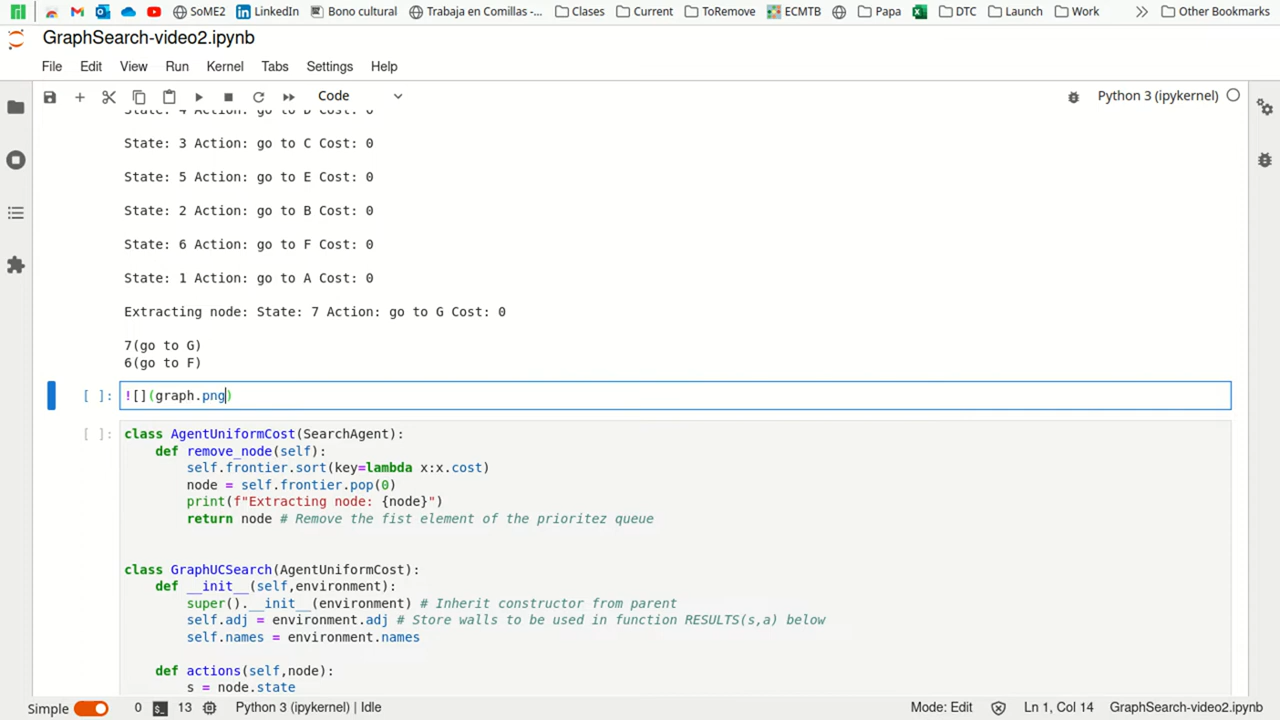 SoME2 LinkedIn Bono cultural Trabaja en Comillas -... Clases Current ToRemove ECMTB Papa DTC Launch Work Other Bookmarks
GraphSearch-video2.ipynb
File Edit View Run Kernel Tabs Settings Help
Code Python 3 (ipykernel)
State: 3 Action: go to C Cost: 0
State: 5 Action: go to E Cost: 0
State: 2 Action: go to B Cost: 0
State: 6 Action: go to F Cost: 0
State: 1 Action: go to A Cost: 0
Extracting node: State: 7 Action: go to G Cost: 0
7(go to G)
6(go to F)
[ ]: ![](graph.png)
[ ]: class AgentUniformCost(SearchAgent):
def remove_node(self):
self.frontier.sort(key=lambda x:x.cost)
node = self.frontier.pop(0)
print(f"Extracting node: {node}")
return node # Remove the fist element of the prioritez queue
class GraphUCSearch(AgentUniformCost):
def __init__(self,environment):
super().__init__(environment) # Inherit constructor from parent
self.adj = environment.adj # Store walls to be used in function RESULTS(s,a) below
self.names = environment.names
def actions(self,node):
s = node.state
Simple 0 13 Python 3 (ipykernel) | Idle Mode: Edit Ln 1, Col 14 GraphSearch-video2.ipynb